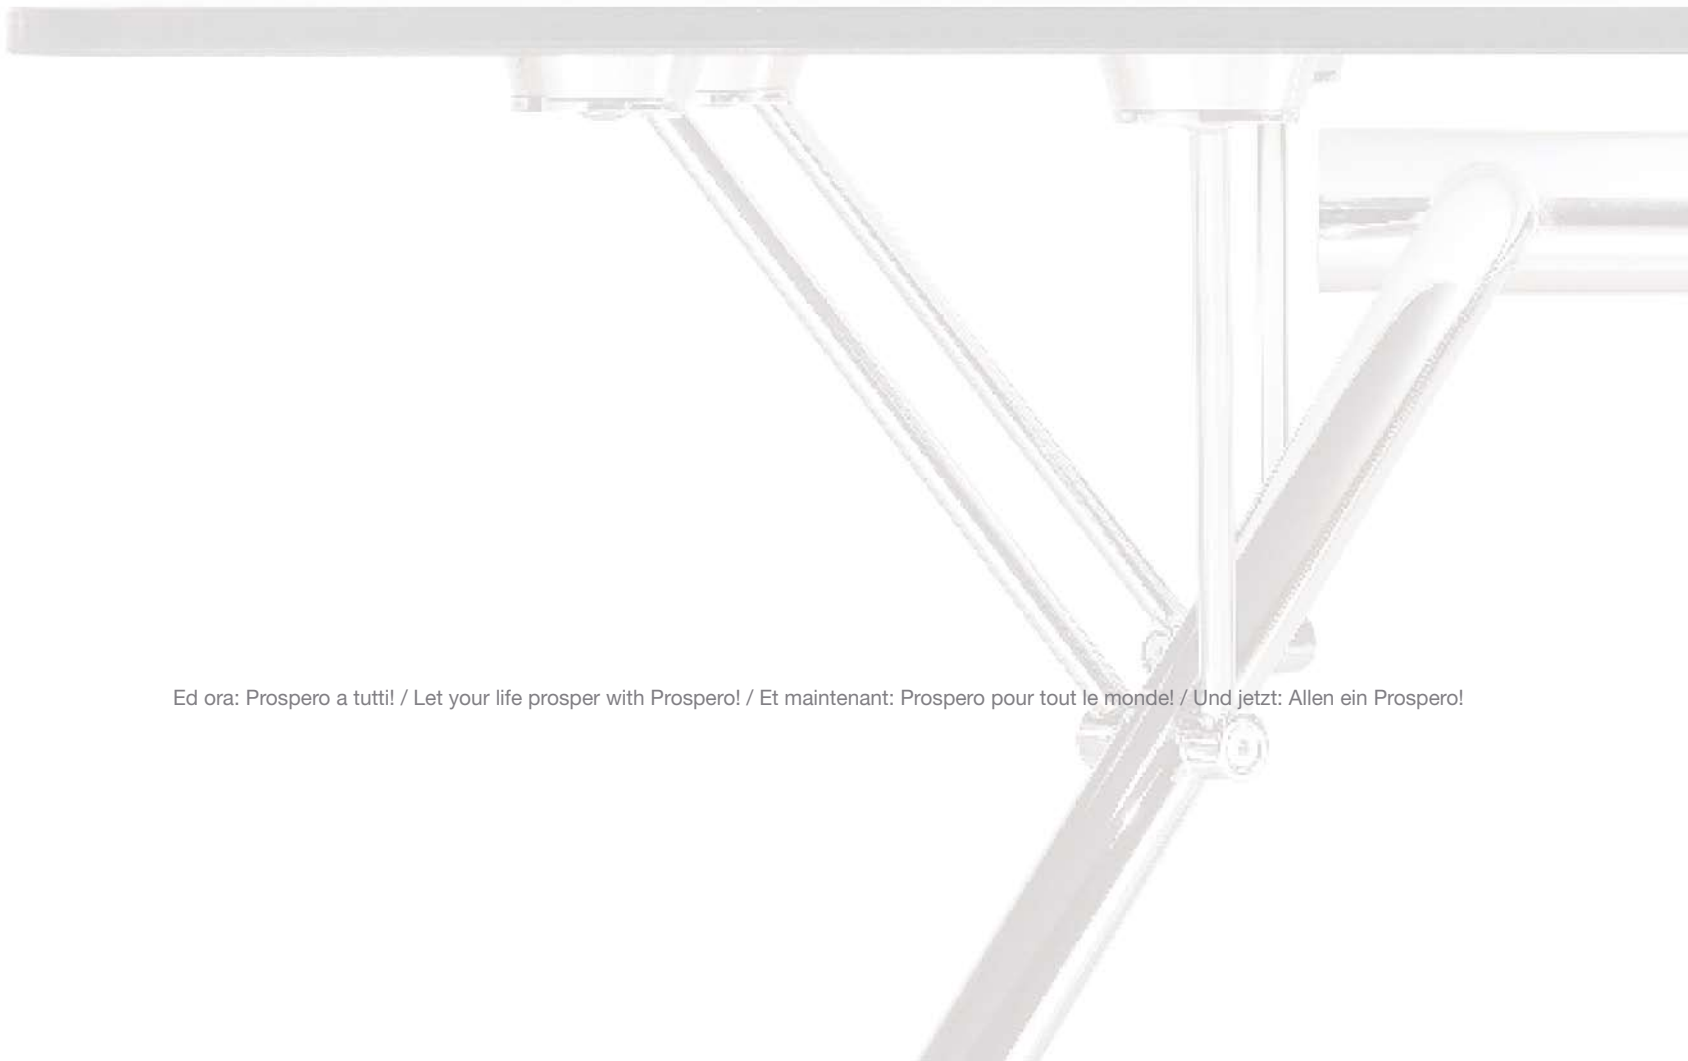 Ed ora: Prospero a tutti! / Let your life prosper with Prospero! / Et maintenant: Prospero pour tout le monde! / Und jetzt: Allen ein Prospero!